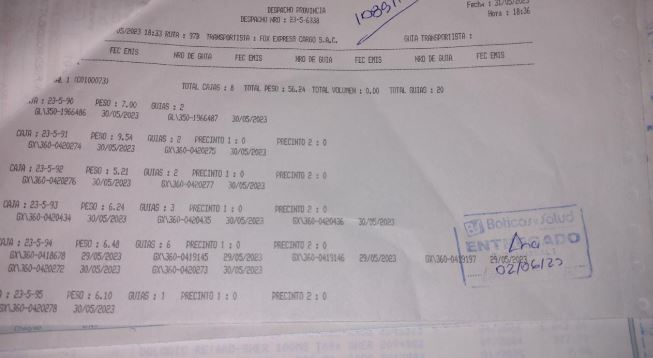 DESPACHO PROVINCIA
DESPACHO NRO : 23-5-6338
Fecha : 31/05/2023
Hora : 18:36
05/2023 18:33 RUTA : 979 TRANSPORTISTA : FOX EXPRESS CARGO S.A.C. GUIA TRANSPORTISTA :
FEC EMIS NRO DE GUIA FEC EMIS NRO DE GUIA FEC EMIS NRO DE GUIA FEC EMIS
AL 1 (C0100073) TOTAL CAJAS : 8 TOTAL PESO : 56.24 TOTAL VOLUMEN : 0.00 TOTAL GUIAS : 20
JA : 23-5-90 PESO : 7.00 GUIAS : 2
GL\350-1966486 30/05/2023 GL\350-1966487 30/05/2023
CAJA : 23-5-91 PESO : 9.54 GUIAS : 2 PRECINTO 1 : 0 PRECINTO 2 : 0
GX\360-0420274 30/05/2023 GX\360-0420275 30/05/2023
CAJA : 23-5-92 PESO : 5.21 GUIAS : 2 PRECINTO 1 : 0 PRECINTO 2 : 0
GX\360-0420276 30/05/2023 GX\360-0420277 30/05/2023
CAJA : 23-5-93 PESO : 6.24 GUIAS : 3 PRECINTO 1 : 0 PRECINTO 2 : 0
GX\360-0420434 30/05/2023 GX\360-0420435 30/05/2023 GX\360-0420436 30/05/2023
CAJA : 23-5-94 PESO : 6.48 GUIAS : 6 PRECINTO 1 : 0 PRECINTO 2 : 0
GX\360-0418678 29/05/2023 GX\360-0419145 29/05/2023 GX\360-0419146 29/05/2023 GX\360-0419197 29/05/2023
GX\360-0420272 30/05/2023 GX\360-0420273 30/05/2023
: 23-5-95 PESO : 6.10 GUIAS : 1 PRECINTO 1 : 0 PRECINTO 2 : 0
GX\360-0420278 30/05/2023
Boticas y Salud
ENTREGADO
02/06/23